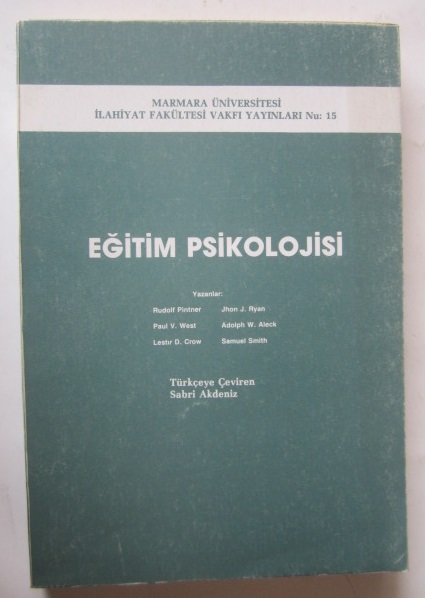 MARMARA ÜNİVERSİTESİ
İLAHİYAT FAKÜLTESİ VAKFI YAYINLARI Nu: 15
EĞİTİM PSİKOLOJİSİ
Yazanlar:
Rudolf Pintner Jhon J. Ryan
Paul V. West Adolph W. Aleck
Lestır D. Crow Samuel Smith
Türkçeye Çeviren
Sabri Akdeniz